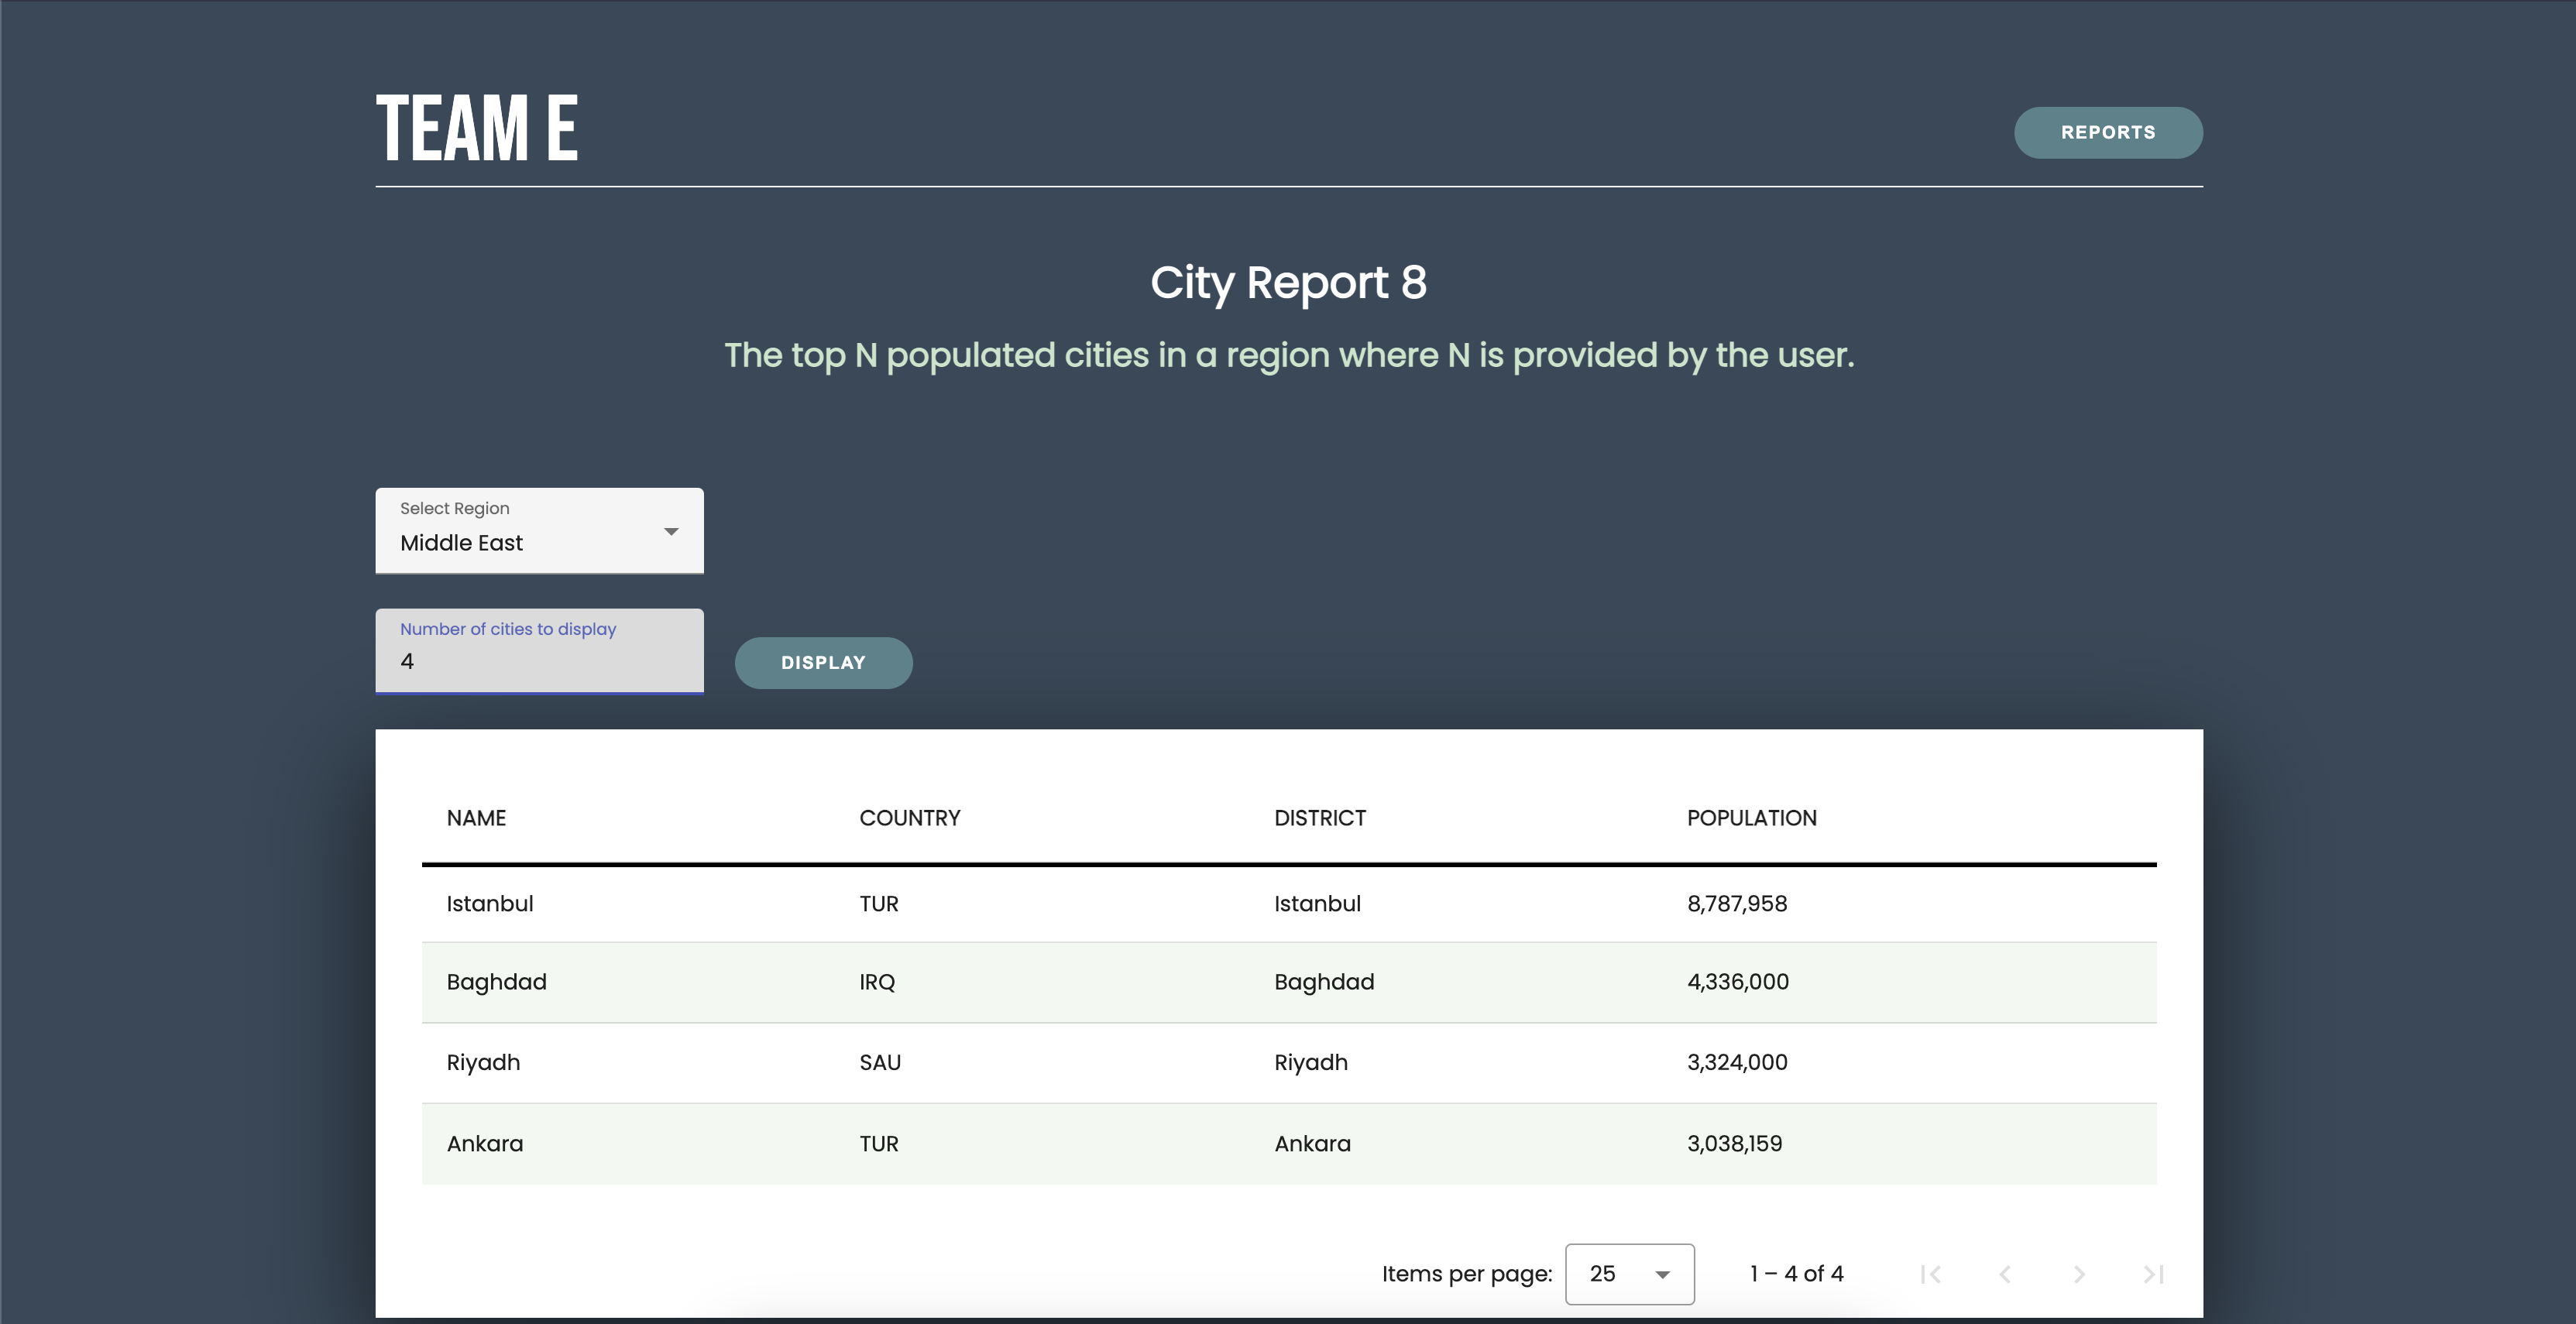 TEAM E
REPORTS
City Report 8
The top N populated cities in a region where N is provided by the user.
Select Region
Middle East
Number of cities to display
4
DISPLAY
NAME COUNTRY DISTRICT POPULATION
Istanbul TUR Istanbul 8,787,958
Baghdad IRQ Baghdad 4,336,000
Riyadh SAU Riyadh 3,324,000
Ankara TUR Ankara 3,038,159
Items per page: 25 1 – 4 of 4